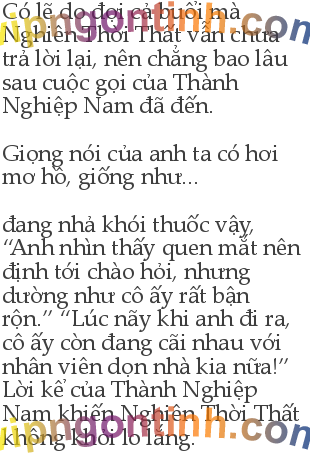 Có lẽ do đợi cả buổi mà
Nghiên Thời Thất vẫn chưa
trả lời lại, nên chẳng bao lâu
sau cuộc gọi của Thành
Nghiệp Nam đã đến.
Giọng nói của anh ta có hơi
mơ hồ, giống như...
đang nhả khói thuốc vậy,
“Anh nhìn thấy quen mắt nên
định tới chào hỏi, nhưng
dường như cô ấy rất bận
rộn.” “Lúc nãy khi anh đi ra,
cô ấy còn đang cãi nhau với
nhân viên dọn nhà kia nữa!”
Lời kể của Thành Nghiệp
Nam khiến Nghiên Thời Thất
không khỏi lo lắng.
vipngontinh.com
vipngontinh.com